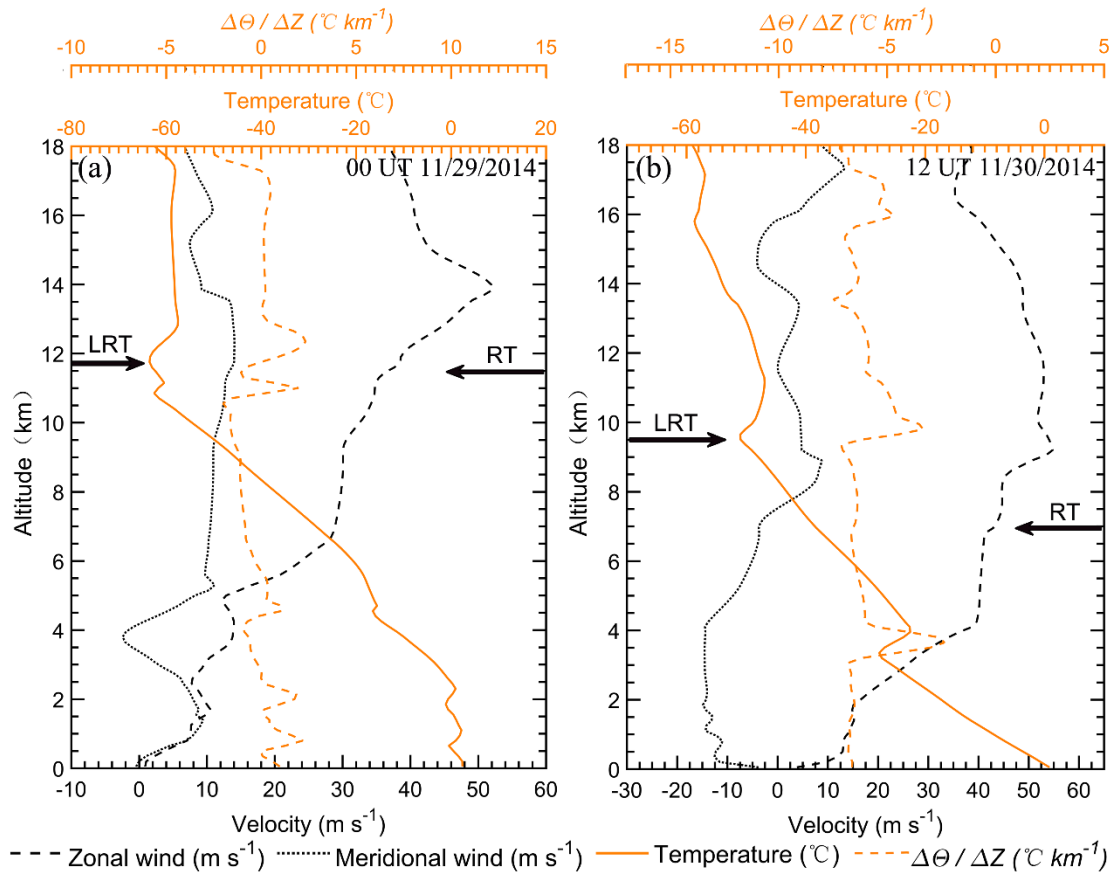 ΔΘ / ΔZ (℃ km⁻¹)
-10 -5 0 5 10 15
Temperature (℃)
-80 -60 -40 -20 0 20
(a) 00 UT 11/29/2014
LRT
RT
Altitude (km)
18
16
14
12
10
8
6
4
2
0
-10 0 10 20 30 40 50 60
Velocity (m s⁻¹)
ΔΘ / ΔZ (℃ km⁻¹)
-15 -10 -5 0 5
Temperature (℃)
-60 -40 -20 0
(b) 12 UT 11/30/2014
LRT
RT
Altitude (km)
18
16
14
12
10
8
6
4
2
0
-30 -20 -10 0 10 20 30 40 50 60
Velocity (m s⁻¹)
Zonal wind (m s⁻¹) Meridional wind (m s⁻¹) Temperature (℃) ΔΘ / ΔZ (℃ km⁻¹)